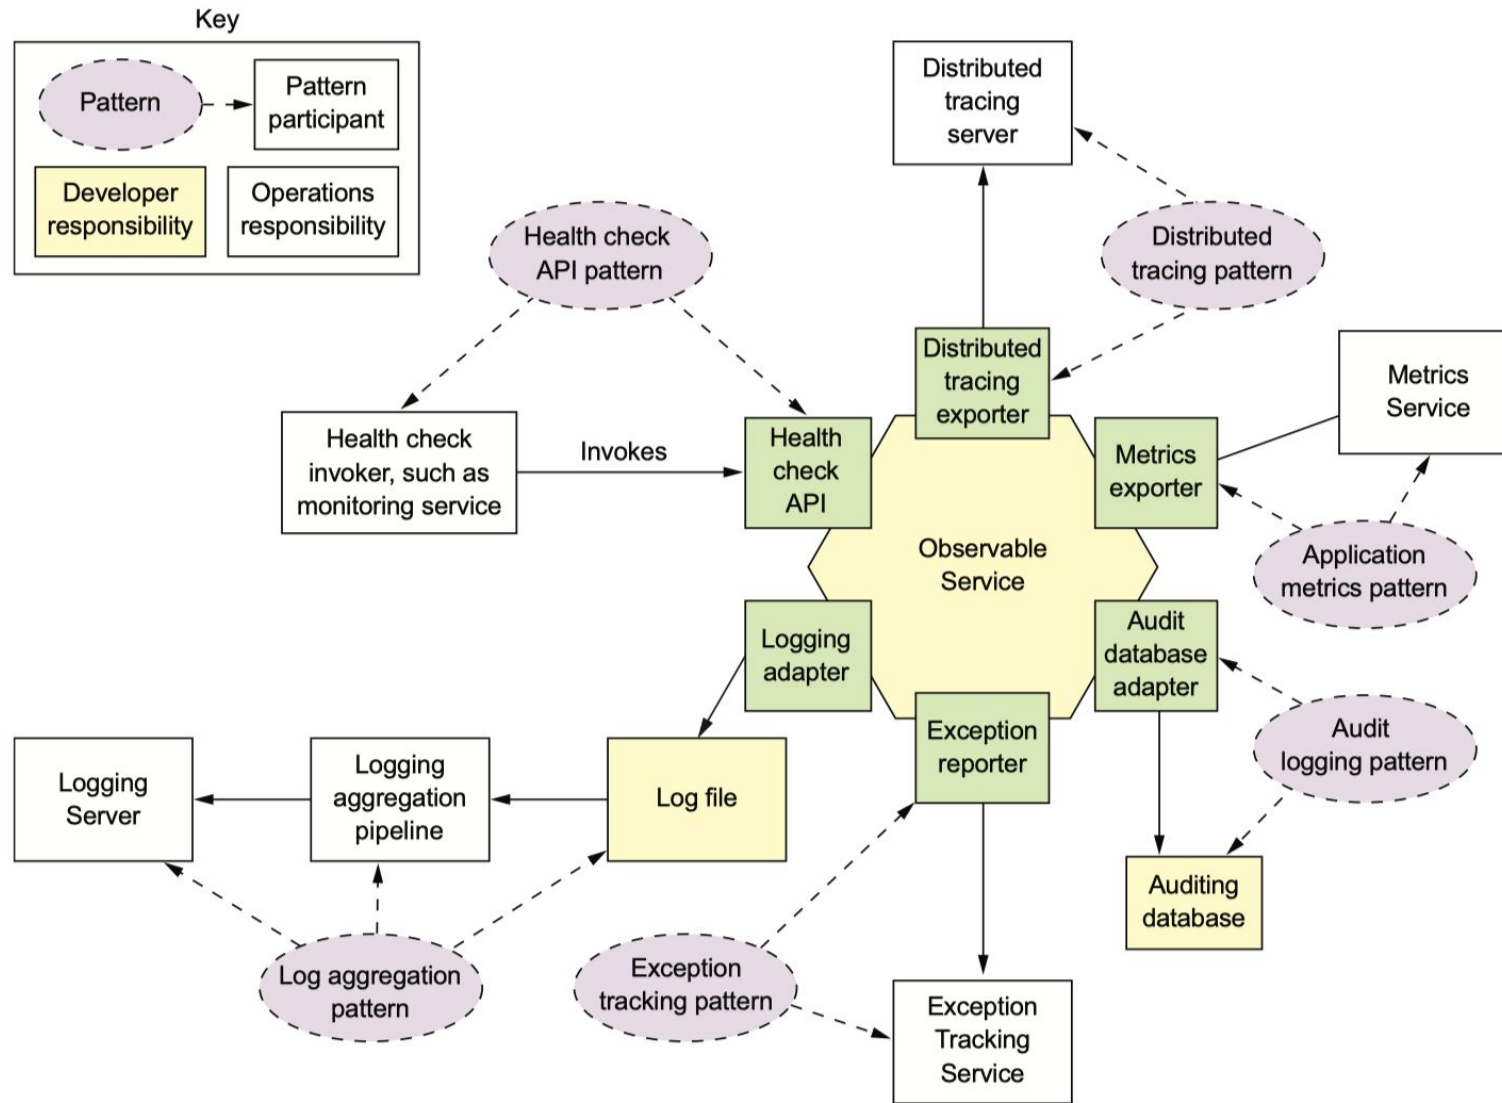 Key
Pattern
Pattern
participant
Developer
responsibility
Operations
responsibility
Distributed
tracing
server
Health check
API pattern
Distributed
tracing pattern
Distributed
tracing
exporter
Metrics
Service
Health check
invoker, such as
monitoring service
Invokes
Health
check
API
Metrics
exporter
Observable
Service
Application
metrics pattern
Logging
adapter
Audit
database
adapter
Exception
reporter
Audit
logging pattern
Logging
Server
Logging
aggregation
pipeline
Log file
Auditing
database
Log aggregation
pattern
Exception
tracking pattern
Exception
Tracking
Service